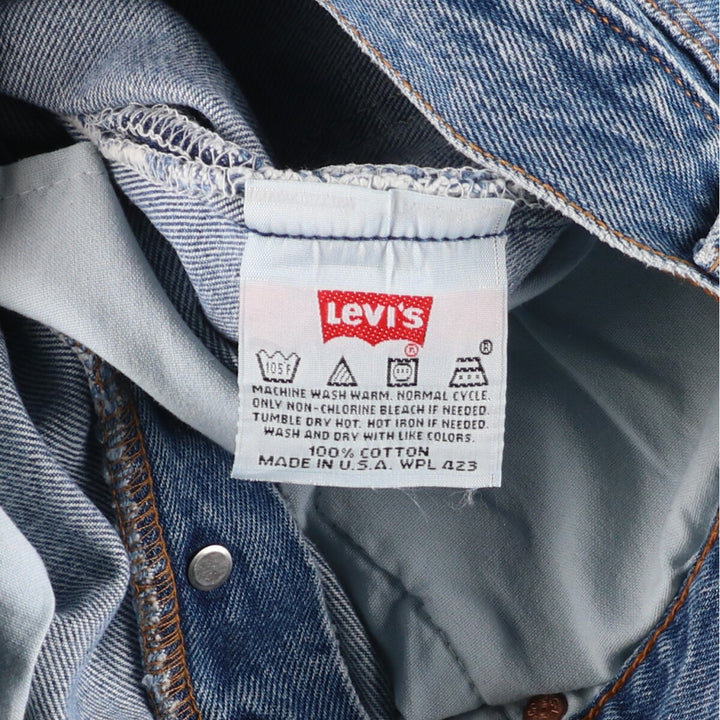 LEVI'S
®
105F
®
MACHINE WASH WARM. NORMAL CYCLE.
ONLY NON-CHLORINE BLEACH IF NEEDED.
TUMBLE DRY HOT. HOT IRON IF NEEDED.
WASH AND DRY WITH LIKE COLORS.
100% COTTON
MADE IN U.S.A. WPL 423